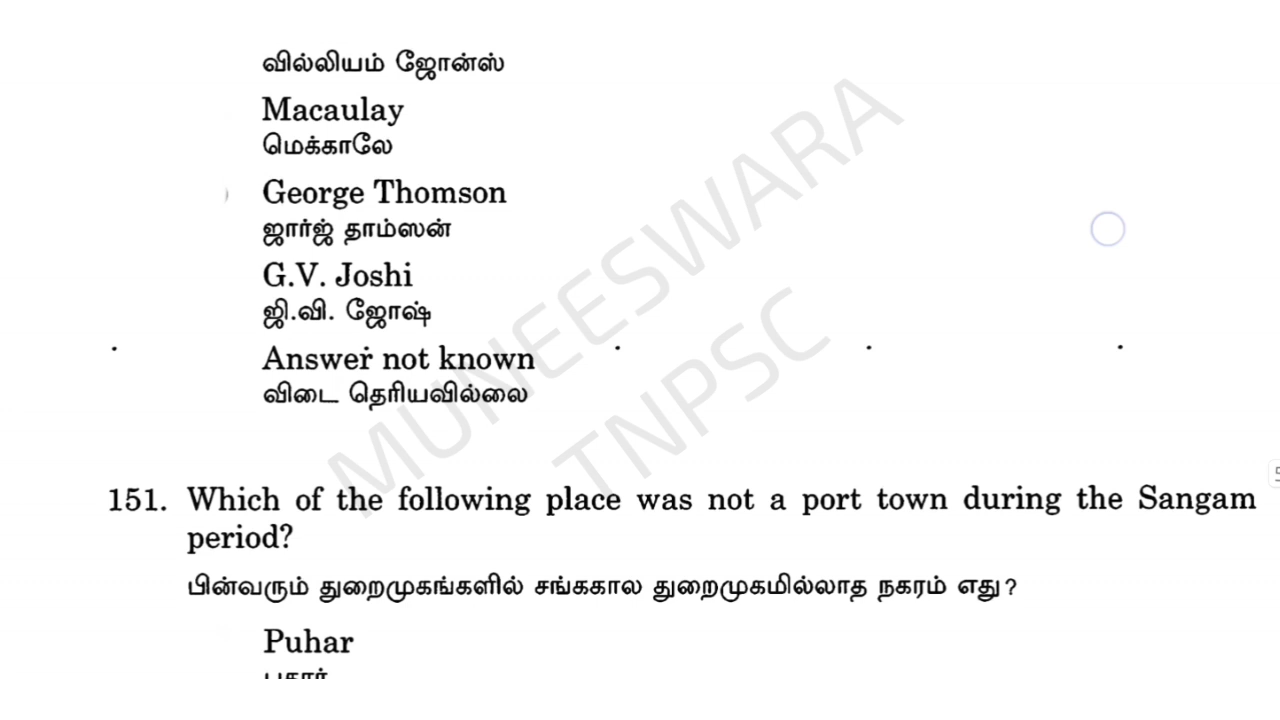 வில்லியம் ஜோன்ஸ்
Macaulay
மெக்காலே
George Thomson
ஜார்ஜ் தாம்ஸன்
G.V. Joshi
ஜி.வி. ஜோஷ்
Answer not known
விடை தெரியவில்லை
MUNEESWARA
TNPSC
151. Which of the following place was not a port town during the Sangam
period?
பின்வரும் துறைமுகங்களில் சங்ககால துறைமுகமில்லாத நகரம் எது?
Puhar